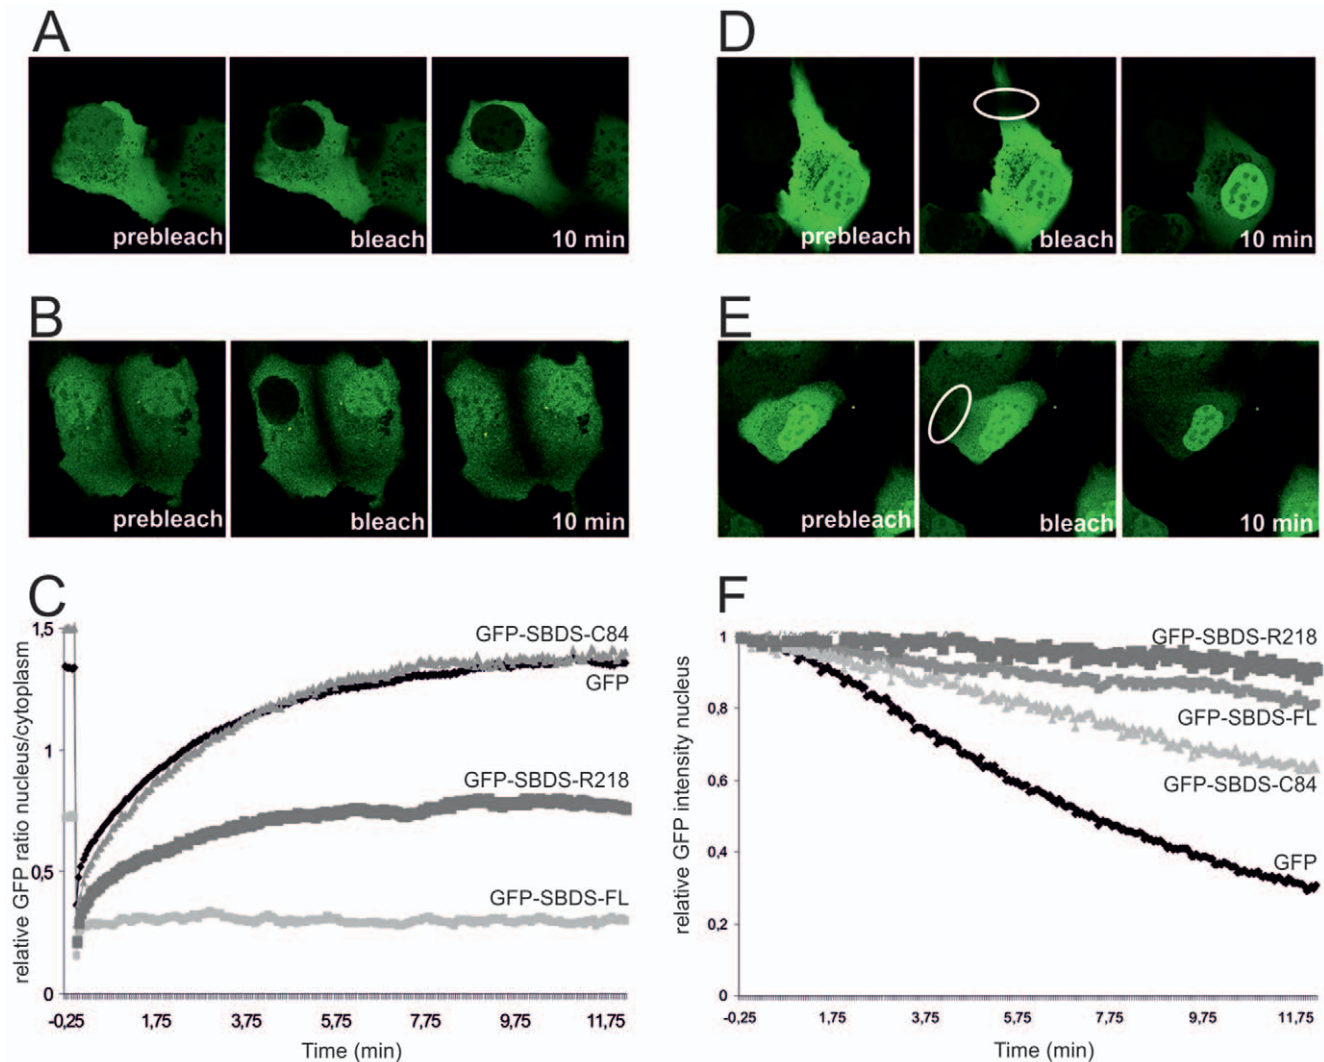 A
prebleach
bleach
10 min
B
prebleach
bleach
10 min
C
relative GFP ratio nucleus/cytoplasm
1,5
1
0,5
0
GFP-SBDS-C84
GFP
GFP-SBDS-R218
GFP-SBDS-FL
-0,25 1,75 3,75 5,75 7,75 9,75 11,75
Time (min)
D
prebleach
bleach
10 min
E
prebleach
bleach
10 min
F
relative GFP intensity nucleus
1
0,8
0,6
0,4
0,2
0
GFP-SBDS-R218
GFP-SBDS-FL
GFP-SBDS-C84
GFP
-0,25 1,75 3,75 5,75 7,75 9,75 11,75
Time (min)